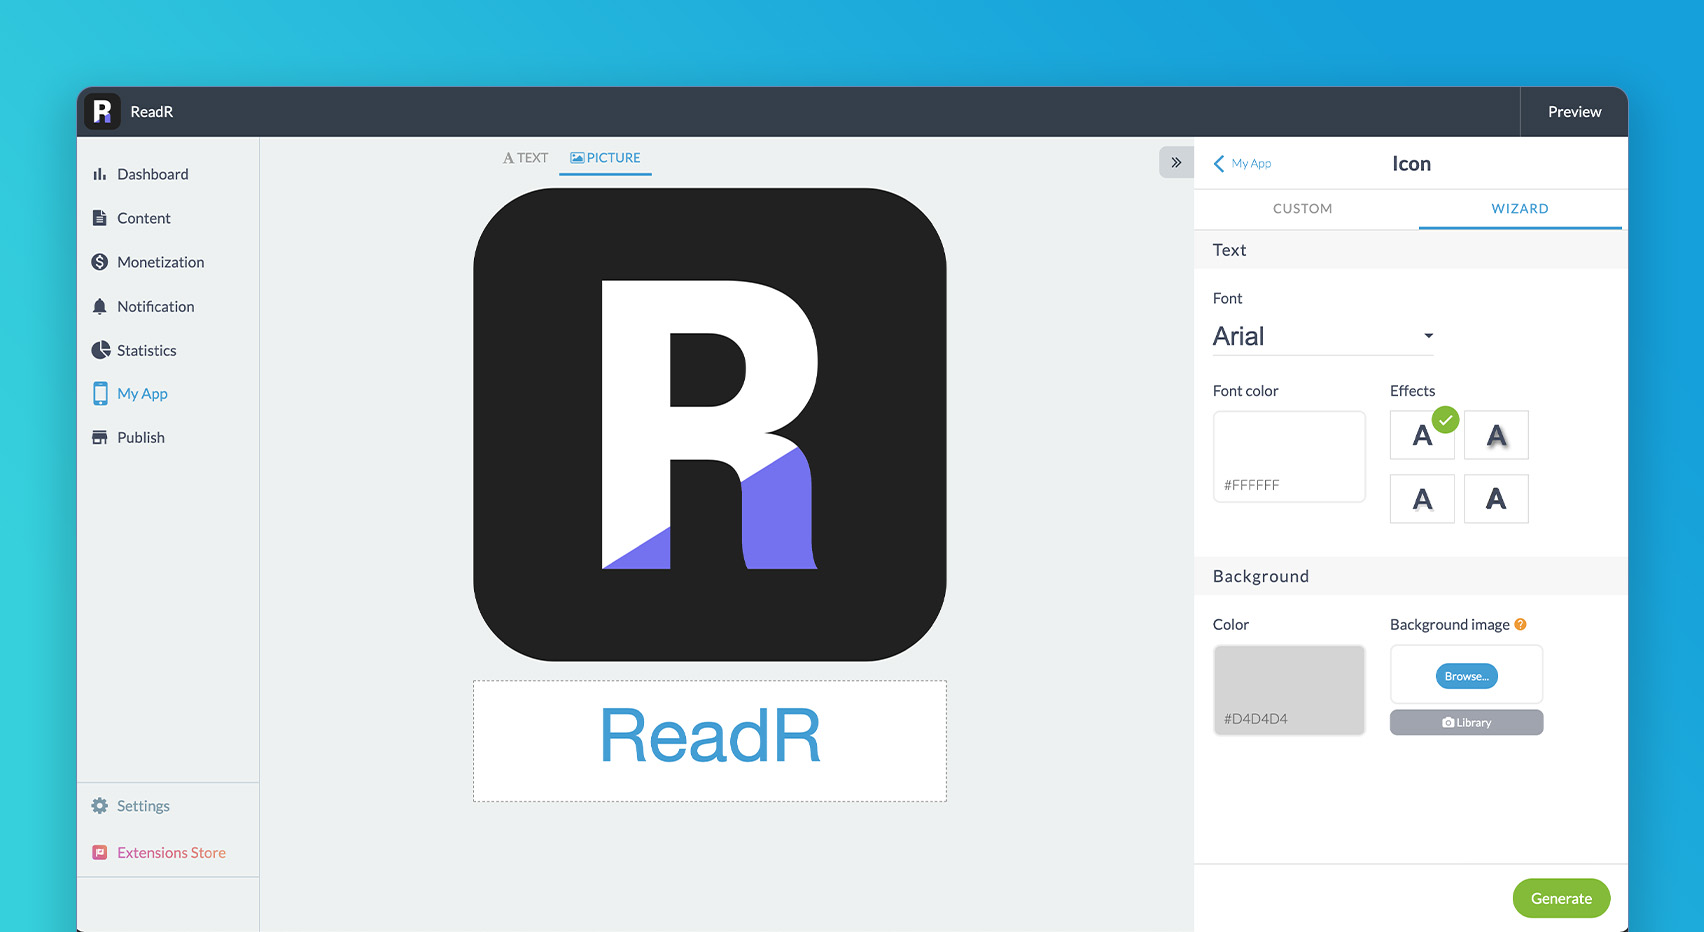 R ReadR
Preview
Dashboard
Content
Monetization
Notification
Statistics
My App
Publish
Settings
Extensions Store
A TEXT
PICTURE
R
ReadR
»
My App
Icon
CUSTOM
WIZARD
Text
Font
Arial
Font color
#FFFFFF
Effects
A A
A A
Background
Color
#D4D4D4
Background image ?
Browse...
Library
Generate